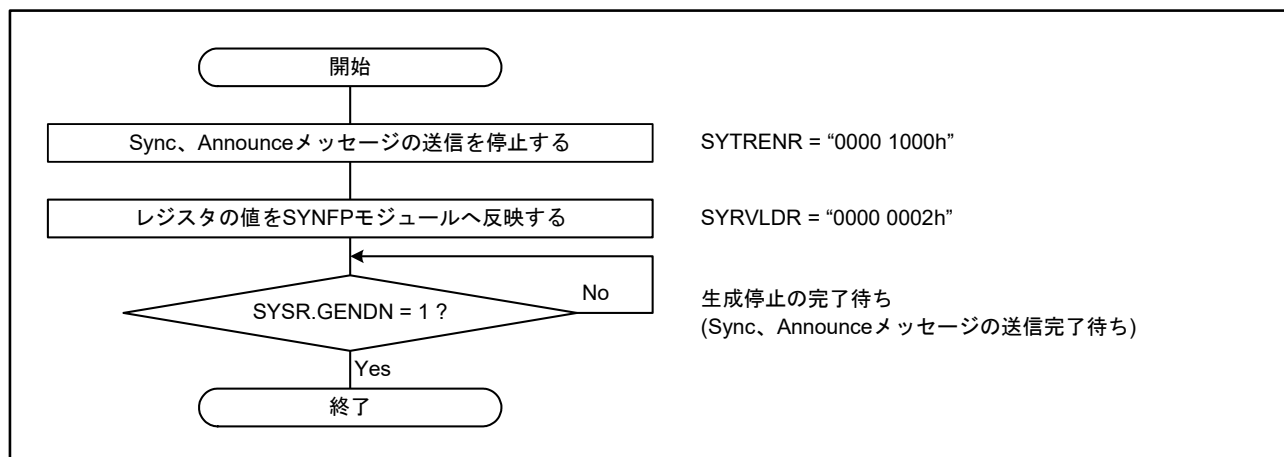 開始
Sync、Announceメッセージの送信を停止する
SYTRENR = “0000 1000h”
レジスタの値をSYNFPモジュールへ反映する
SYRVLDR = “0000 0002h”
SYSR.GENDN = 1 ?
No
生成停止の完了待ち
(Sync、Announceメッセージの送信完了待ち)
Yes
終了